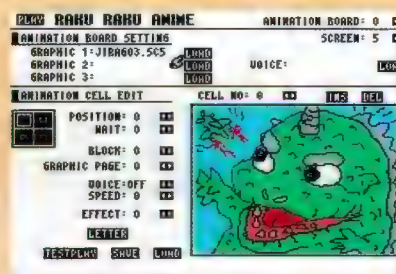 PLAY RAKU RAKU ANIME ANIMATION BOARD: 0
ANIMATION BOARD SETTING SCREEN: 5
GRAPHIC 1:JIBAG03.SC5 LOAD
GRAPHIC 2: LOAD VOICE:
GRAPHIC 3: LOAD
ANIMATION CELL EDIT CELL NO: 0 INS DEL
POSITION: 0
WAIT: 0
BLOCK: 0
GRAPHIC PAGE: 0
VOICE:OFF
SPEED: 0
EFFECT: 0
LETTER
TESTPLAY SAVE LOAD